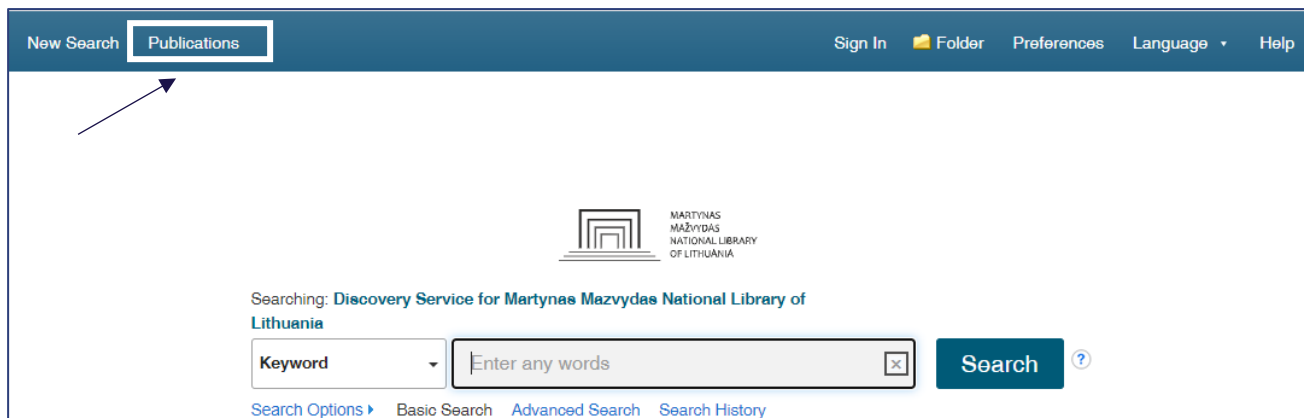 New Search Publications Sign In Folder Preferences Language Help
MARTYNAS
MAŽVYDAS
NATIONAL LIBRARY
OF LITHUANIA
Searching: Discovery Service for Martynas Mazvydas National Library of
Lithuania
Keyword Enter any words Search ?
Search Options Basic Search Advanced Search Search History